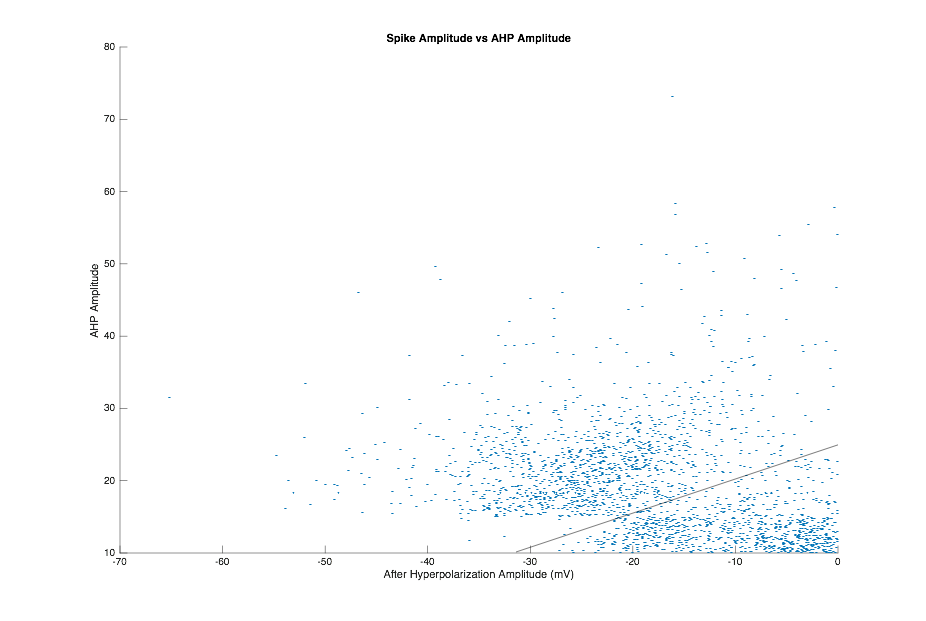 Spike Amplitude vs AHP Amplitude
80
70
60
50
40
30
20
10
AHP Amplitude
-70 -60 -50 -40 -30 -20 -10 0
After Hyperpolarization Amplitude (mV)